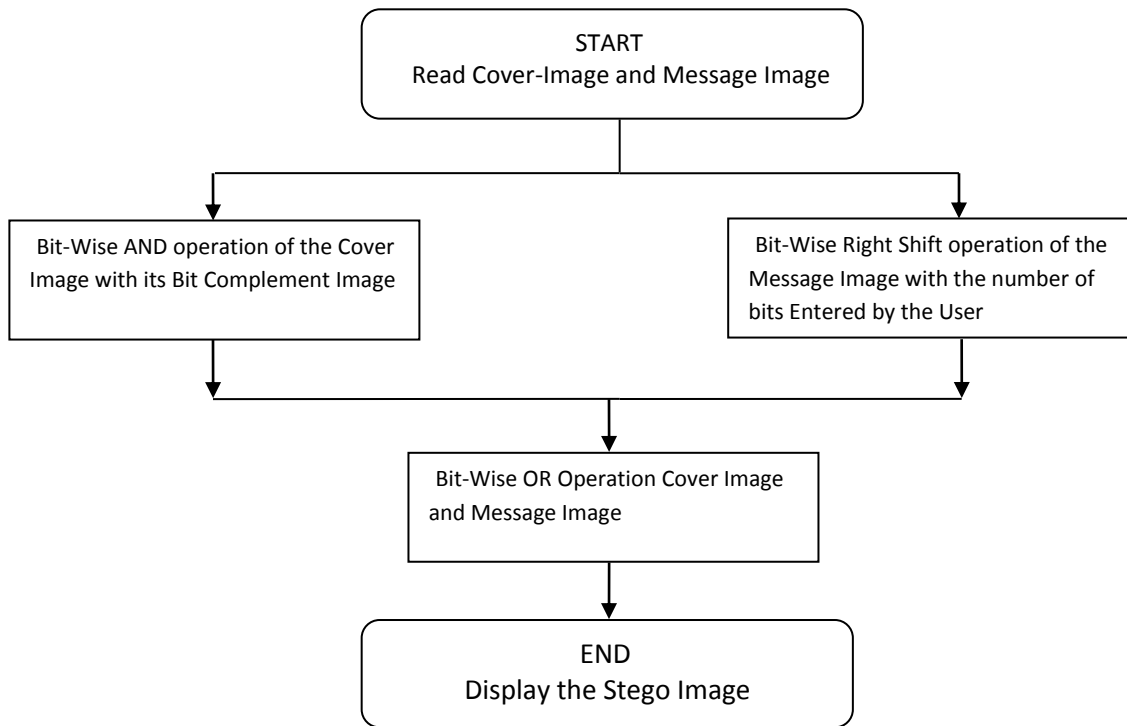 START
Read Cover-Image and Message Image
Bit-Wise AND operation of the Cover
Image with its Bit Complement Image
Bit-Wise Right Shift operation of the
Message Image with the number of
bits Entered by the User
Bit-Wise OR Operation Cover Image
and Message Image
END
Display the Stego Image